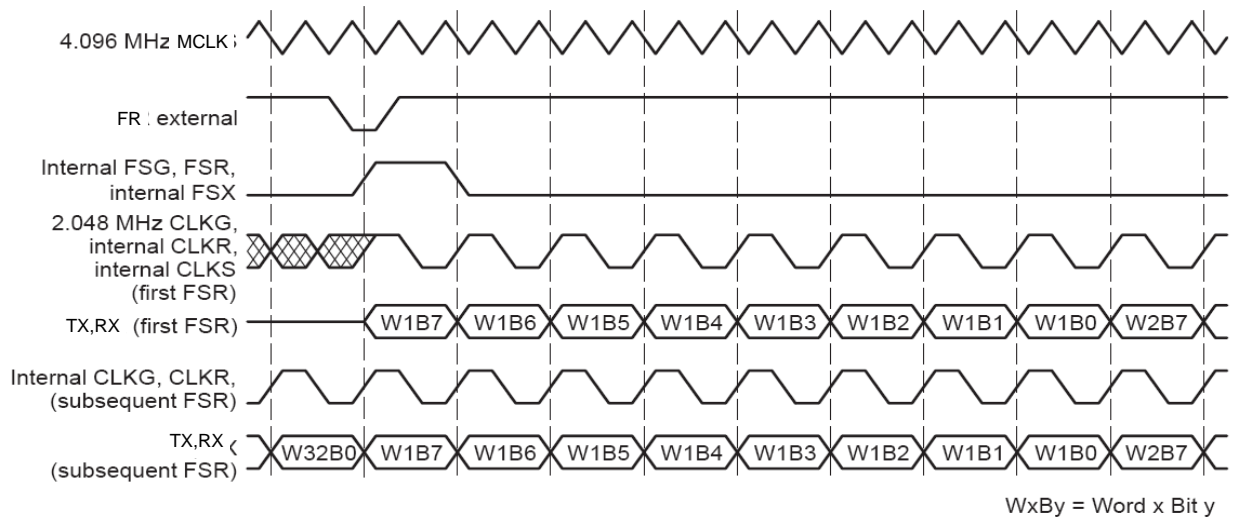 4.096 MHz MCLK
FR : external
Internal FSG, FSR,
internal FSX
2.048 MHz CLKG,
internal CLKR,
internal CLKS
(first FSR)
TX,RX (first FSR)
W1B7 W1B6 W1B5 W1B4 W1B3 W1B2 W1B1 W1B0 W2B7
Internal CLKG, CLKR,
(subsequent FSR)
TX,RX
(subsequent FSR)
W32B0 W1B7 W1B6 W1B5 W1B4 W1B3 W1B2 W1B1 W1B0 W2B7
WxBy = Word x Bit y